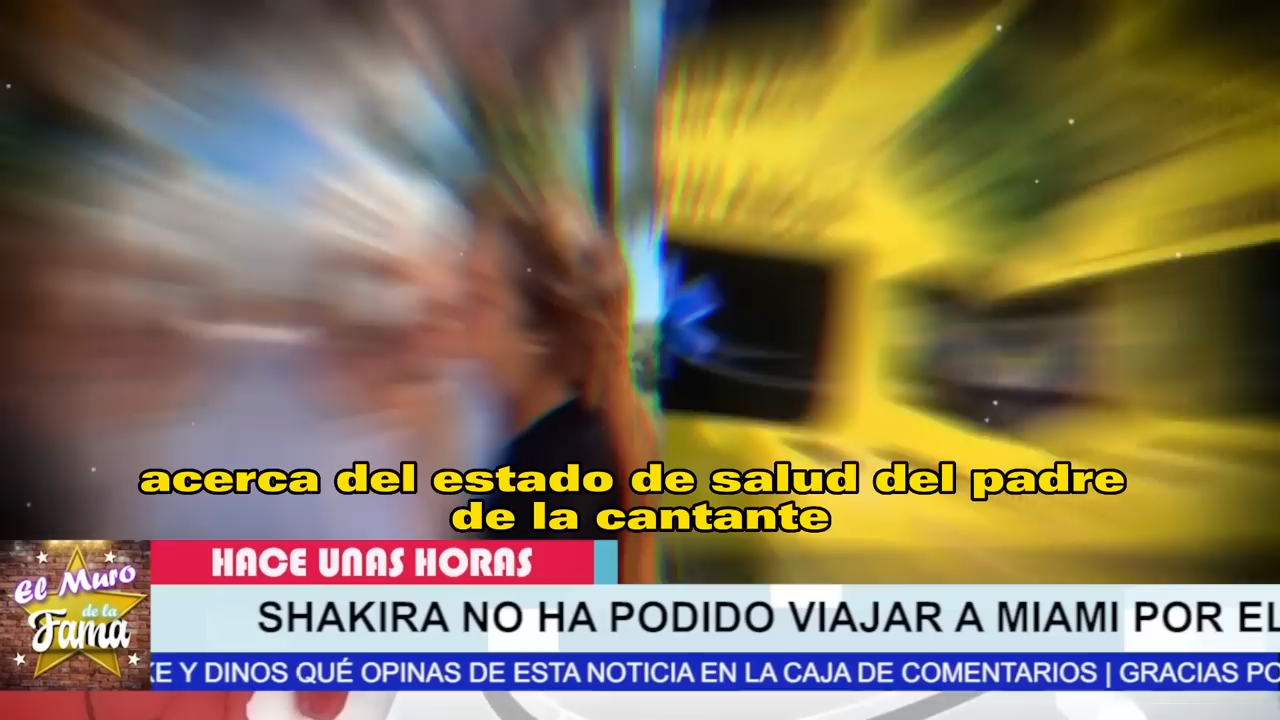 acerca del estado de salud del padre
de la cantante
HACE UNAS HORAS
El Muro
de la
Fama
SHAKIRA NO HA PODIDO VIAJAR A MIAMI POR EL
Y DINOS QUÉ OPINAS DE ESTA NOTICIA EN LA CAJA DE COMENTARIOS | GRACIAS